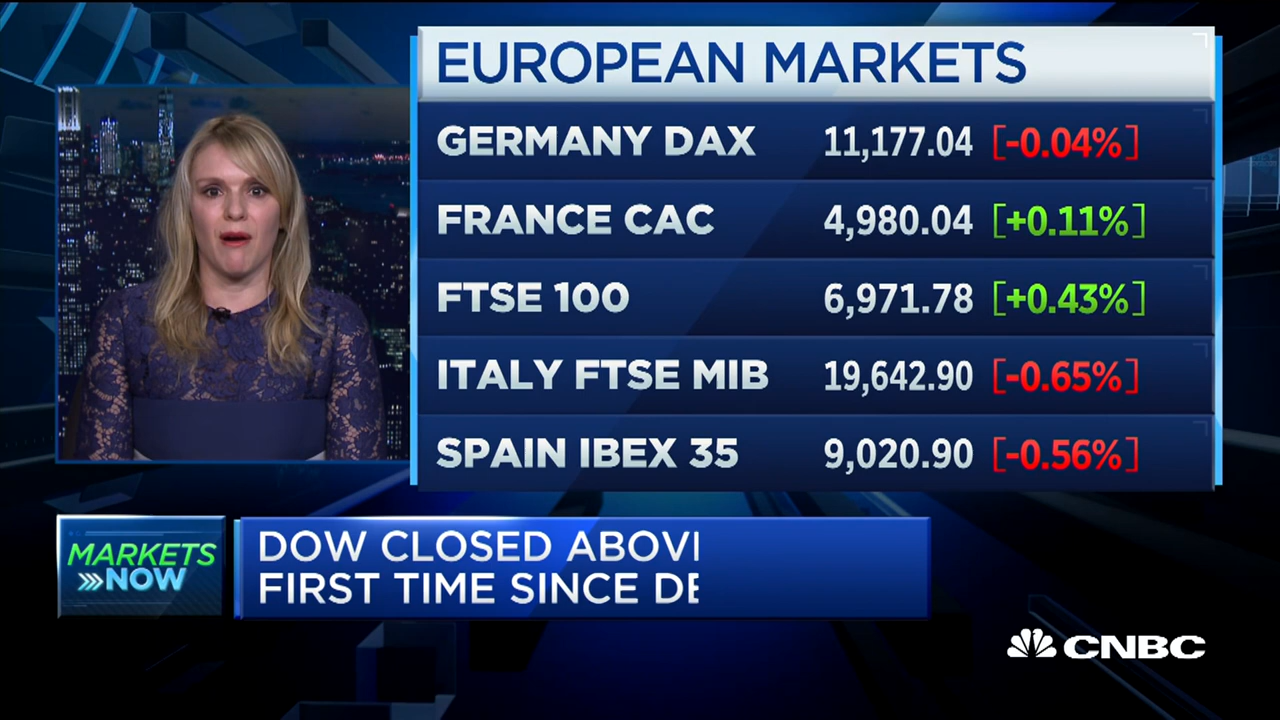 EUROPEAN MARKETS
GERMANY DAX 11,177.04 [-0.04%]
FRANCE CAC 4,980.04 [+0.11%]
FTSE 100 6,971.78 [+0.43%]
ITALY FTSE MIB 19,642.90 [-0.65%]
SPAIN IBEX 35 9,020.90 [-0.56%]
MARKETS
NOW
DOW CLOSED
FIRST TIME SINCE
CNBC